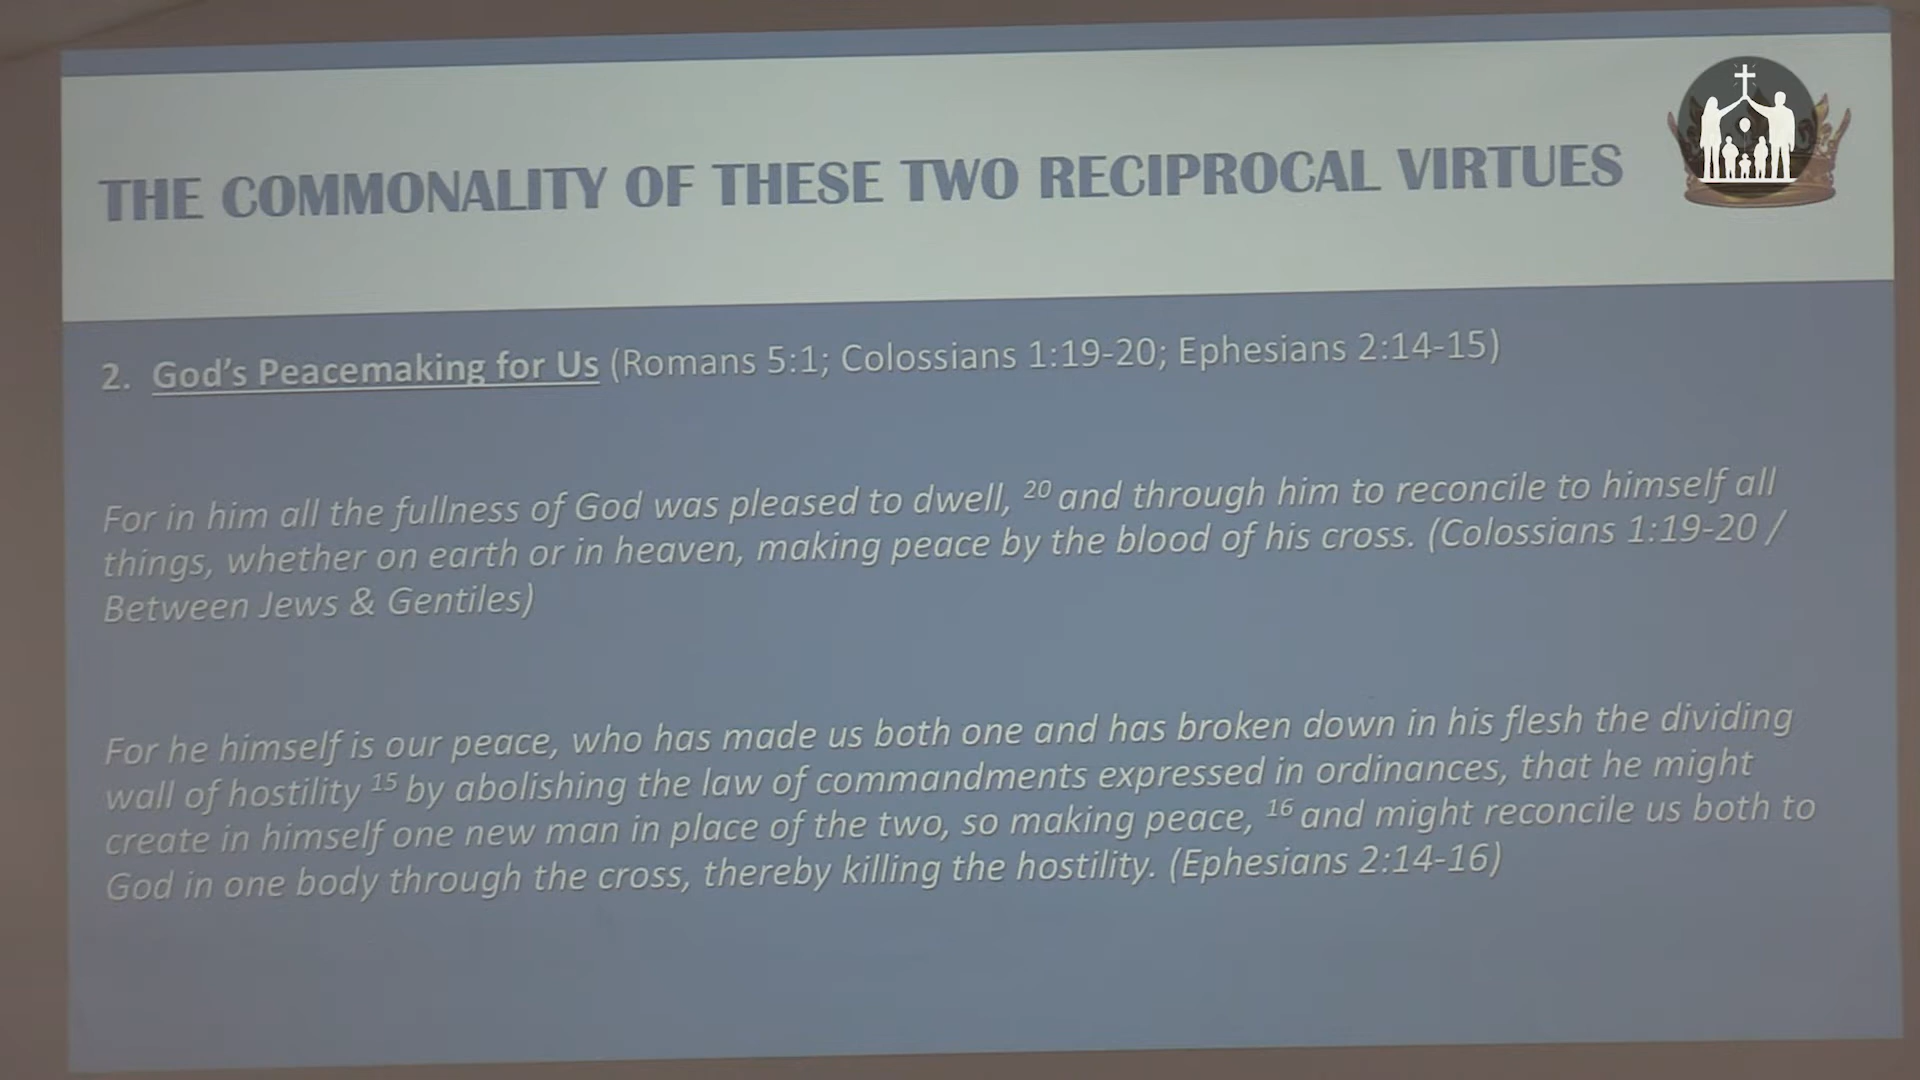 THE COMMONALITY OF THESE TWO RECIPROCAL VIRTUES
2. God's Peacemaking for Us (Romans 5:1; Colossians 1:19-20; Ephesians 2:14-15)
For in him all the fullness of God was pleased to dwell, ²⁰ and through him to reconcile to himself all
things, whether on earth or in heaven, making peace by the blood of his cross. (Colossians 1:19-20 /
Between Jews & Gentiles)
For he himself is our peace, who has made us both one and has broken down in his flesh the dividing
wall of hostility ¹⁵ by abolishing the law of commandments expressed in ordinances, that he might
create in himself one new man in place of the two, so making peace, ¹⁶ and might reconcile us both to
God in one body through the cross, thereby killing the hostility. (Ephesians 2:14-16)